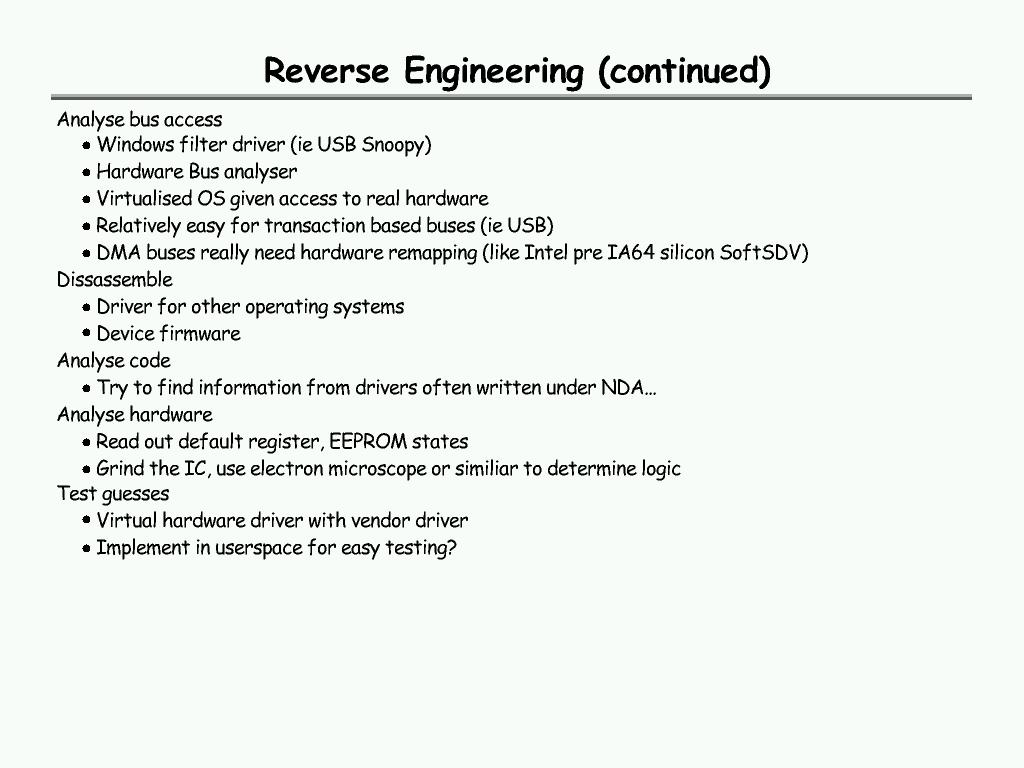 Reverse Engineering (continued)
Analyse bus access
• Windows filter driver (ie USB Snoopy)
• Hardware Bus analyser
• Virtualised OS given access to real hardware
• Relatively easy for transaction based buses (ie USB)
• DMA buses really need hardware remapping (like Intel pre IA64 silicon SoftSDV)
Dissassemble
• Driver for other operating systems
• Device firmware
Analyse code
• Try to find information from drivers often written under NDA...
Analyse hardware
• Read out default register, EEPROM states
• Grind the IC, use electron microscope or similiar to determine logic
Test guesses
• Virtual hardware driver with vendor driver
• Implement in userspace for easy testing?